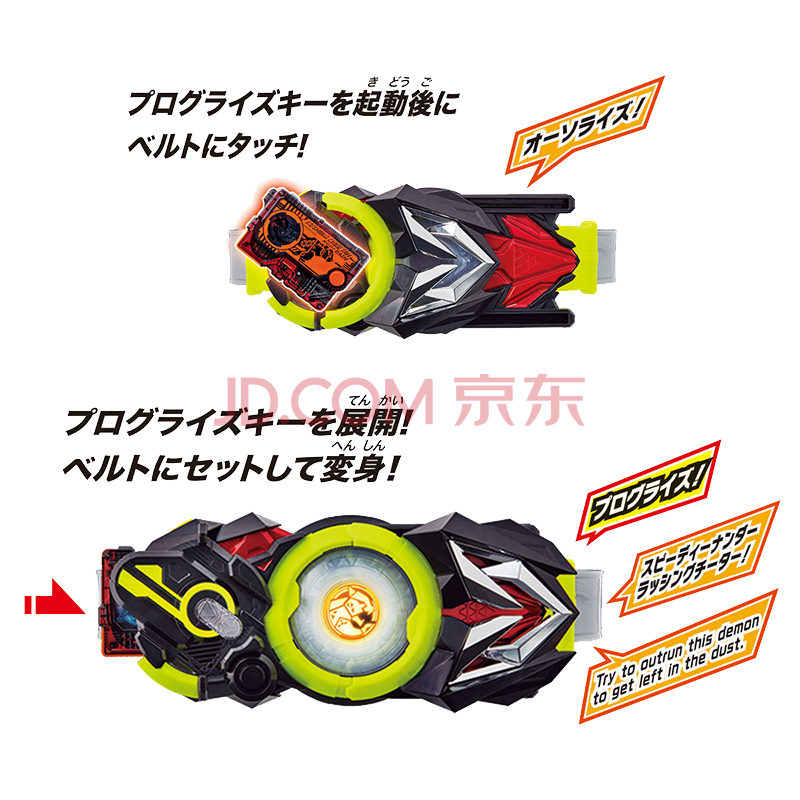 プログライズキーを起動後に
ベルトにタッチ!
オーソライズ!
JD.COM 京东
プログライズキーを展開!
ベルトにセットして変身!
プログライズ!
スピーディーナンダー
ラッシングチーター!
Try to outrun this demon
to get left in the dust.